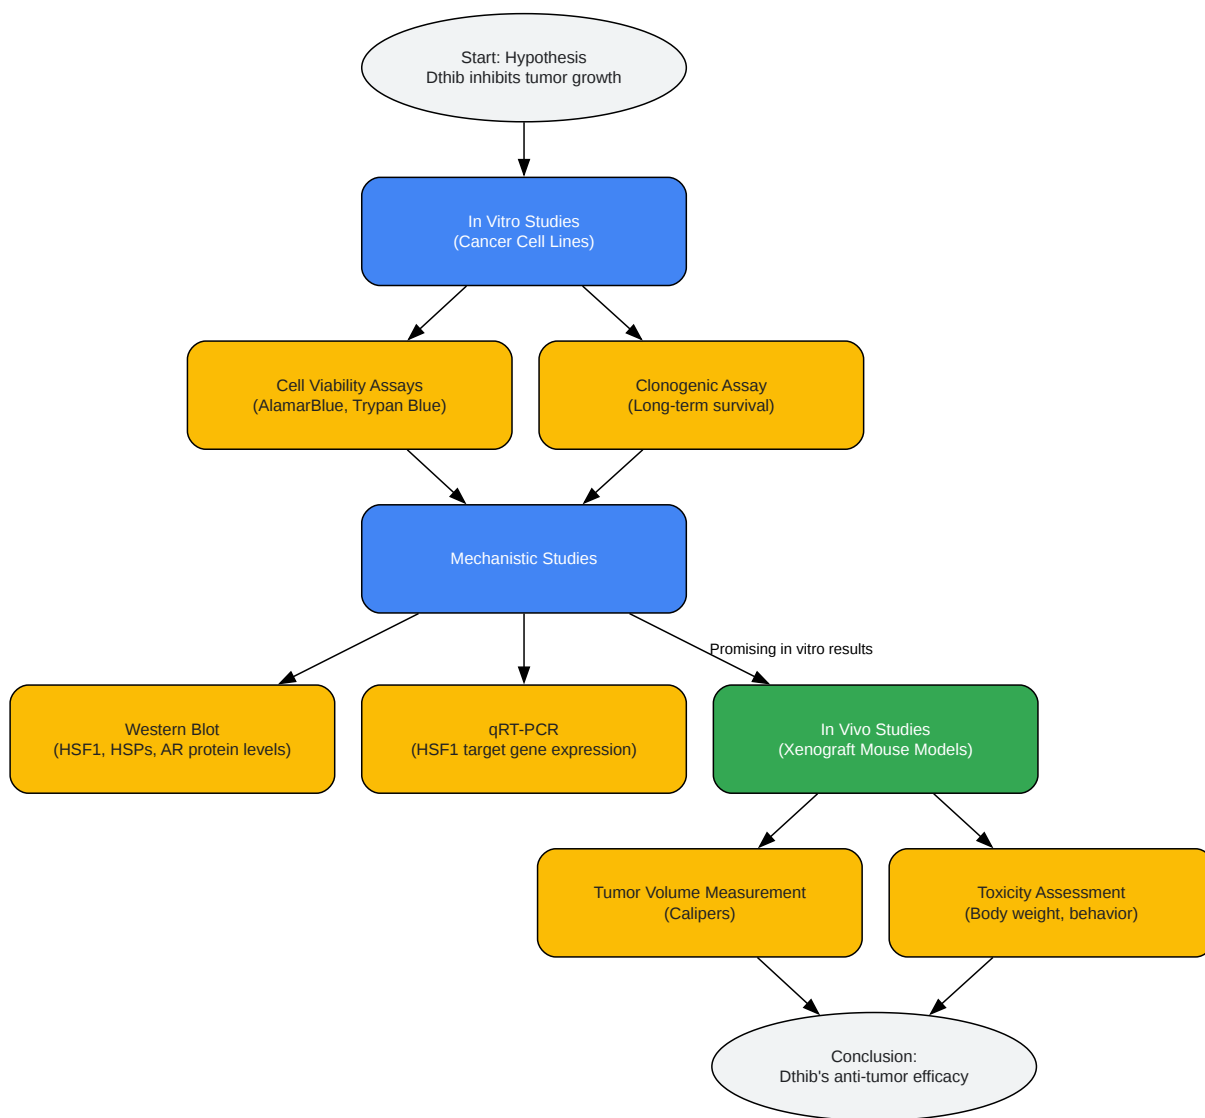 Start: Hypothesis
Dthib inhibits tumor growth
In Vitro Studies
(Cancer Cell Lines)
Cell Viability Assays
(AlamarBlue, Trypan Blue)
Clonogenic Assay
(Long-term survival)
Mechanistic Studies
Promising in vitro results
Western Blot
(HSF1, HSPs, AR protein levels)
qRT-PCR
(HSF1 target gene expression)
In Vivo Studies
(Xenograft Mouse Models)
Tumor Volume Measurement
(Calipers)
Toxicity Assessment
(Body weight, behavior)
Conclusion:
Dthib's anti-tumor efficacy